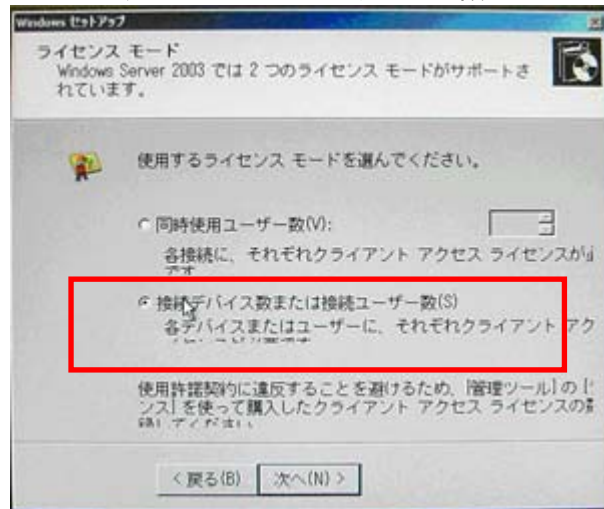 Windows セットアップ
ライセンス モード
Windows Server 2003 では 2 つのライセンス モードがサポートさ
れています。
使用するライセンス モードを選んでください。
同時使用ユーザー数(V):
各接続に、それぞれクライアント アクセス ライセンスが
です
接続デバイス数または接続ユーザー数(S)
各デバイスまたはユーザーに、それぞれクライアント アク
使用許諾契約に違反することを避けるため、[管理ツール] の [
ンス] を使って購入したクライアント アクセス ライセンスの
録してください
< 戻る(B)
次へ(N) >